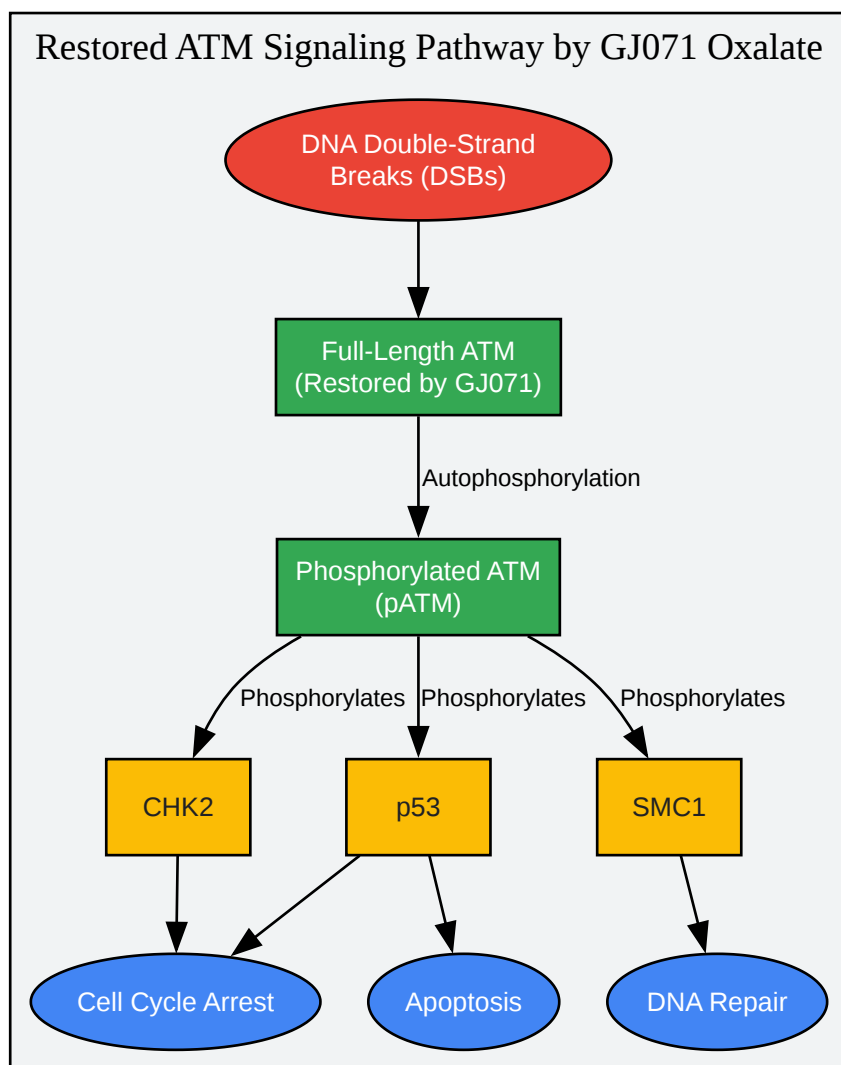 Restored ATM Signaling Pathway by GJ071 Oxalate
DNA Double-Strand
Breaks (DSBs)
Full-Length ATM
(Restored by GJ071)
Autophosphorylation
Phosphorylated ATM
(pATM)
Phosphorylates
Phosphorylates
Phosphorylates
CHK2
p53
SMC1
Cell Cycle Arrest
Apoptosis
DNA Repair